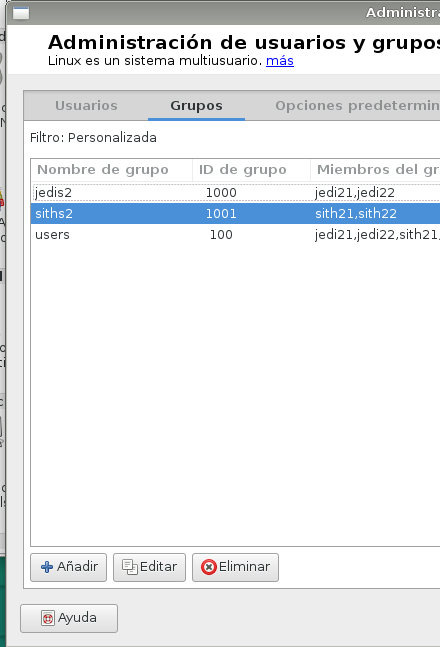 Administra
Administración de usuarios y grupos
Linux es un sistema multiusuario. más
Usuarios Grupos Opciones predetermin
Filtro: Personalizada
Nombre de grupo ID de grupo Miembros del gr
jedis2 1000 jedi21,jedi22
siths2 1001 sith21,sith22
users 100 jedi21,jedi22,sith21,
Añadir Editar Eliminar
Ayuda